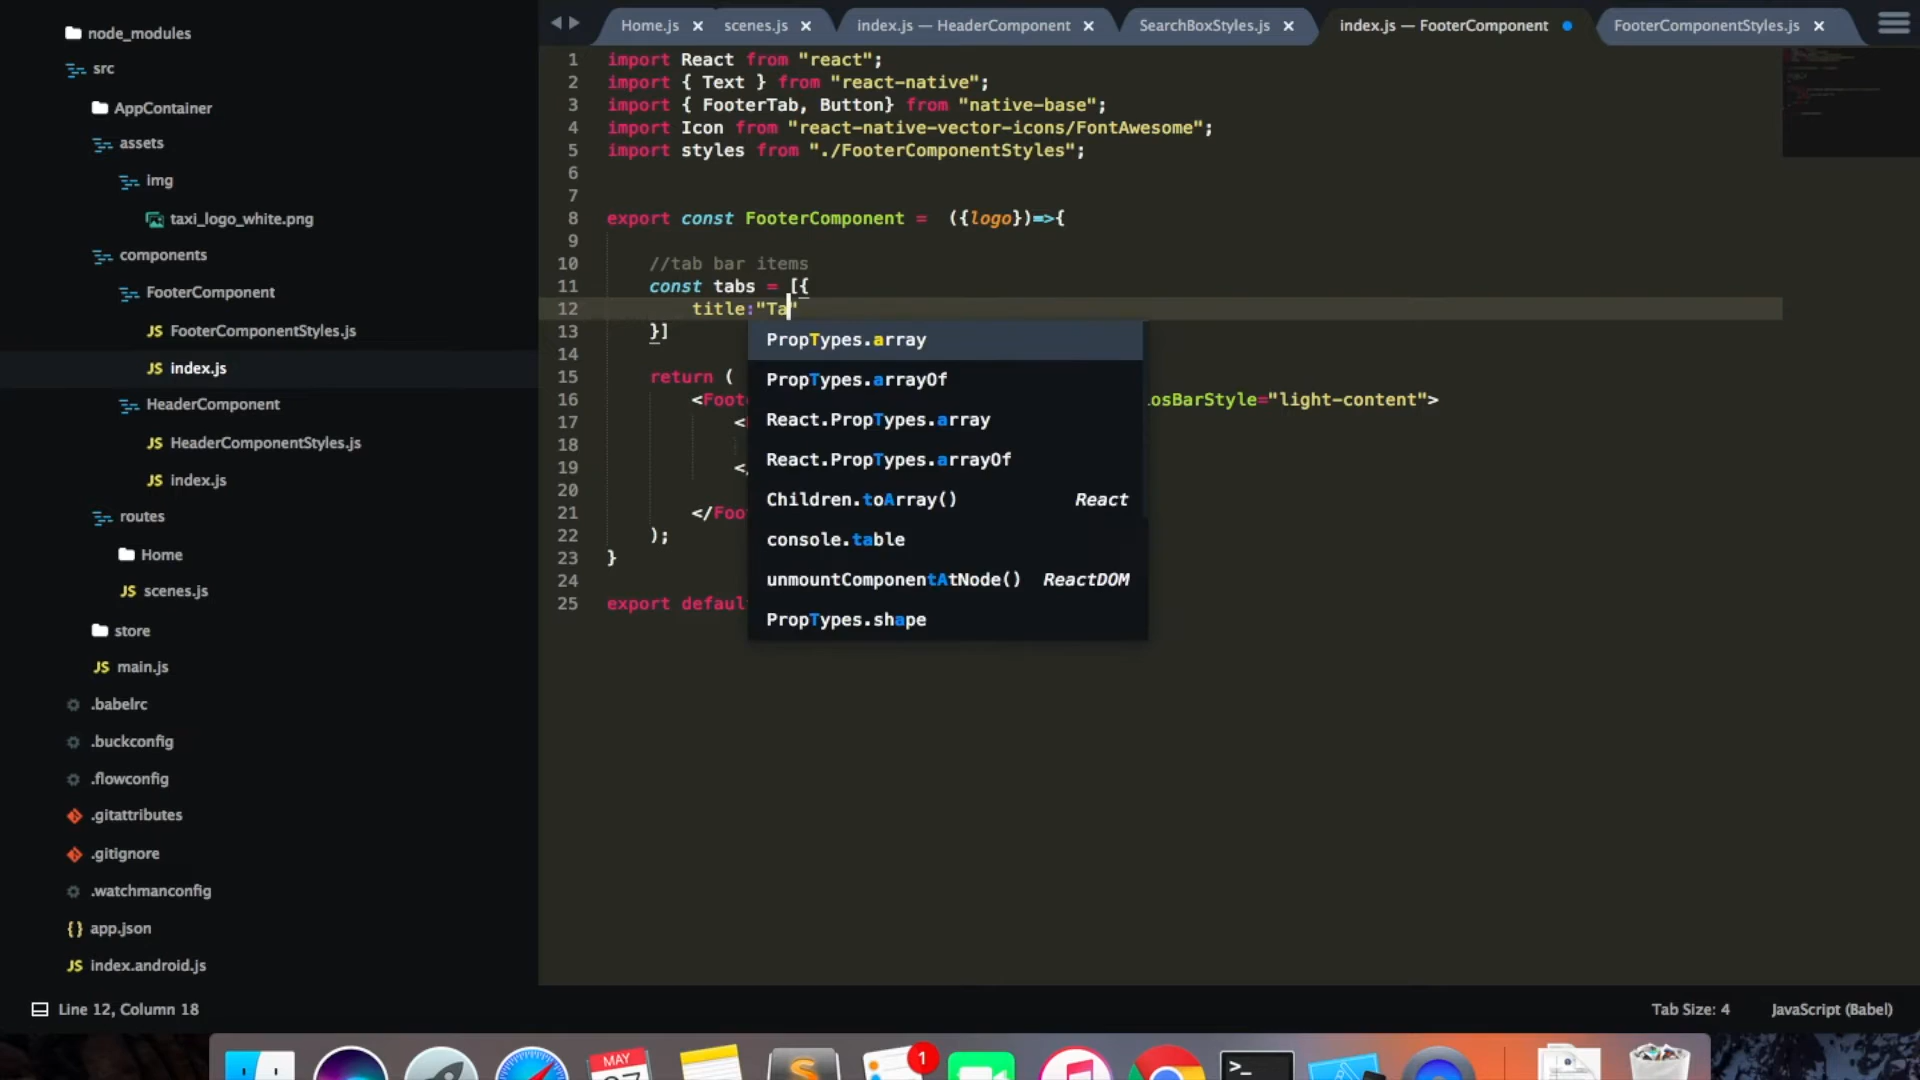 node_modules
src
AppContainer
assets
img
taxi_logo_white.png
components
FooterComponent
JS FooterComponentStyles.js
JS index.js
HeaderComponent
JS HeaderComponentStyles.js
JS index.js
routes
Home
JS scenes.js
store
JS main.js
.babelrc
.buckconfig
.flowconfig
.gitattributes
.gitignore
.watchmanconfig
{} app.json
JS index.android.js
Home.js
scenes.js
index.js — HeaderComponent
SearchBoxStyles.js
index.js — FooterComponent
FooterComponentStyles.js
1 import React from "react";
2 import { Text } from "react-native";
3 import { FooterTab, Button} from "native-base";
4 import Icon from "react-native-vector-icons/FontAwesome";
5 import styles from "./FooterComponentStyles";
6
7
8 export const FooterComponent = ({logo})=>{
9
10 //tab bar items
11 const tabs = [{
12 title:"Ta"
13 }]
14
15 return (
16 <Foot iosBarStyle="light-content">
17 <
18
19 </
20
21 </Foo
22 );
23 }
24
25 export defaul
PropTypes.array
PropTypes.arrayOf
React.PropTypes.array
React.PropTypes.arrayOf
Children.toArray() React
console.table
unmountComponentAtNode() ReactDOM
PropTypes.shape
Line 12, Column 18
Tab Size: 4
JavaScript (Babel)
MAY
1
>_